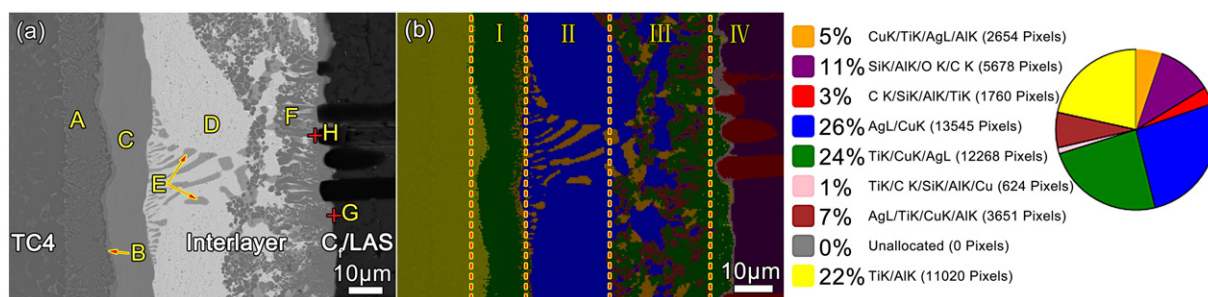 (a)
A
B
C
D
E
F
H
G
TC4
Interlayer
Cf/LAS
10μm
(b)
I
II
III
IV
10μm
5% CuK/TiK/AgL/AlK (2654 Pixels)
11% SiK/AlK/O K/C K (5678 Pixels)
3% C K/SiK/AlK/TiK (1760 Pixels)
26% AgL/CuK (13545 Pixels)
24% TiK/CuK/AgL (12268 Pixels)
1% TiK/C K/SiK/AlK/Cu (624 Pixels)
7% AgL/TiK/CuK/AlK (3651 Pixels)
0% Unallocated (0 Pixels)
22% TiK/AlK (11020 Pixels)